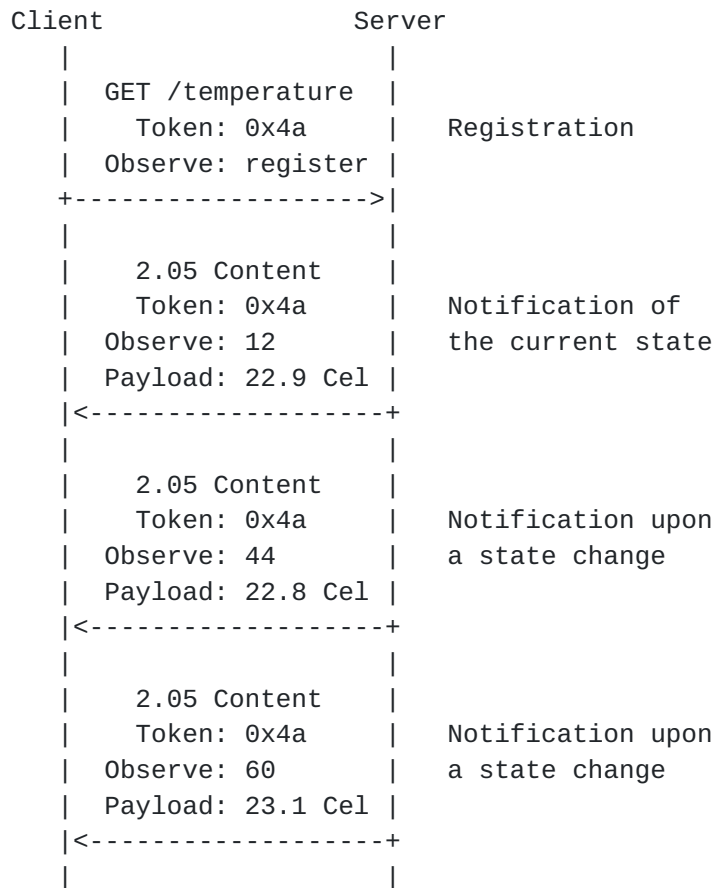 Client Server
GET /temperature
Token: 0x4a Registration
Observe: register
2.05 Content
Token: 0x4a Notification of
Observe: 12 the current state
Payload: 22.9 Cel
2.05 Content
Token: 0x4a Notification upon
Observe: 44 a state change
Payload: 22.8 Cel
2.05 Content
Token: 0x4a Notification upon
Observe: 60 a state change
Payload: 23.1 Cel